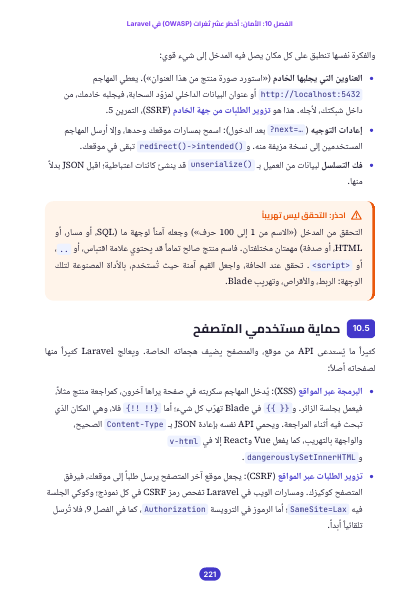 الفصل 10: الأمان: أخطر عشر ثغرات (OWASP) في Laravel
والفكرة نفسها تنطبق على كل مكان يصل فيه المدخل إلى شيء قوي:
• العناوين التي يجلبها الخادم («استورد صورة منتج من هذا العنوان»). يعطي المهاجم
http://localhost:5432 أو عنوان البيانات الداخلي لمزوّد السحابة، فيجلبه خادمك، من
داخل شبكتك، لأجله. هذا هو تزوير الطلبات من جهة الخادم (SSRF)، التمرين 5.
• إعادات التوجيه (?next=… بعد الدخول): اسمح بمسارات موقعك وحدها، وإلا أرسل المهاجم
المستخدمين إلى نسخة مزيفة منه. و redirect()->intended() تبقى في موقعك.
• فك التسلسل لبيانات من العميل بـ unserialize() قد ينشئ كائنات اعتباطية؛ اقبل JSON بدلاً
منها.
احذر: التحقق ليس تهريباً
التحقق من المدخل («الاسم من 1 إلى 100 حرف») وجعله آمناً لوجهة ما (SQL، أو مسار، أو
HTML، أو صدفة) مهمتان مختلفتان. فاسم منتج صالح تماماً قد يحتوي علامة اقتباس، أو .. ،
أو <script> . تحقق عند الحافة، واجعل القيم آمنة حيث تُستخدم، بالأداة المصنوعة لتلك
الوجهة: الربط، والأقراص، وتهريب Blade.
10.5 حماية مستخدمي المتصفح
كثيراً ما يُستدعى API من موقع، والمتصفح يضيف هجماته الخاصة. ويعالج Laravel كثيراً منها
لصفحاته أصلاً:
• البرمجة عبر المواقع (XSS): يُدخل المهاجم سكربته في صفحة يراها آخرون، كمراجعة منتج مثلاً،
فيعمل بجلسة الزائر. و {{ }} في Blade تهرّب كل شيء؛ أما {!! !!} فلا، وهي المكان الذي
تبحث فيه أثناء المراجعة. ويحمي API نفسه بإعادة JSON بـ Content-Type الصحيح،
والواجهة بالتهريب، كما يفعل Vue وReact إلا في v-html
و dangerouslySetInnerHTML .
• تزوير الطلبات عبر المواقع (CSRF): يجعل موقع آخر المتصفح يرسل طلباً إلى موقعك، فيرفق
المتصفح كوكيزك. ومسارات الويب في Laravel تفحص رمز CSRF في كل نموذج؛ وكوكي الجلسة
فيه SameSite=Lax ؛ أما الرموز في الترويسة Authorization ، كما في الفصل 9، فلا تُرسل
تلقائياً أبداً.
221